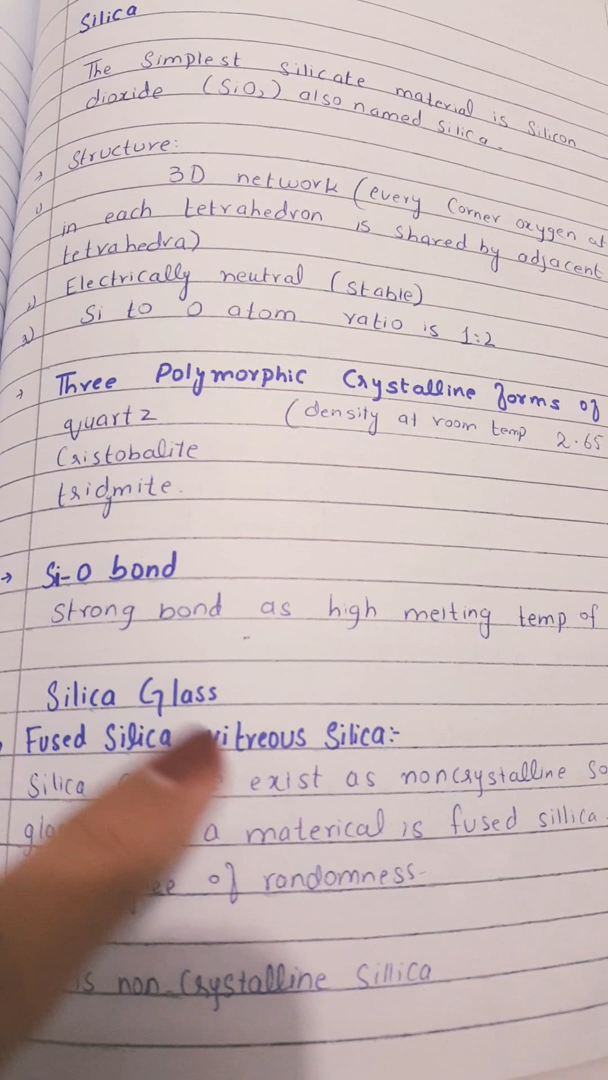 Silica
The Simplest silicate material is Silicon
dioxide (SiO₂) also named silica.
→ Structure:
1) 3D network (every Corner oxygen at
in each tetrahedron is shared by adjacent
tetrahedra)
2) Electrically neutral (Stable)
3) Si to O atom ratio is 1:2
→ Three Polymorphic Crystalline forms of
quartz (density at room temp 2.65
Cristobalite
tridmite.
→ Si-O bond
Strong bond as high melting temp of
Silica Glass
Fused Silica vitreous Silica:-
Silica exist as noncrystalline so
a materical is fused sillica.
of randomness.
is non-Crystalline Sillica